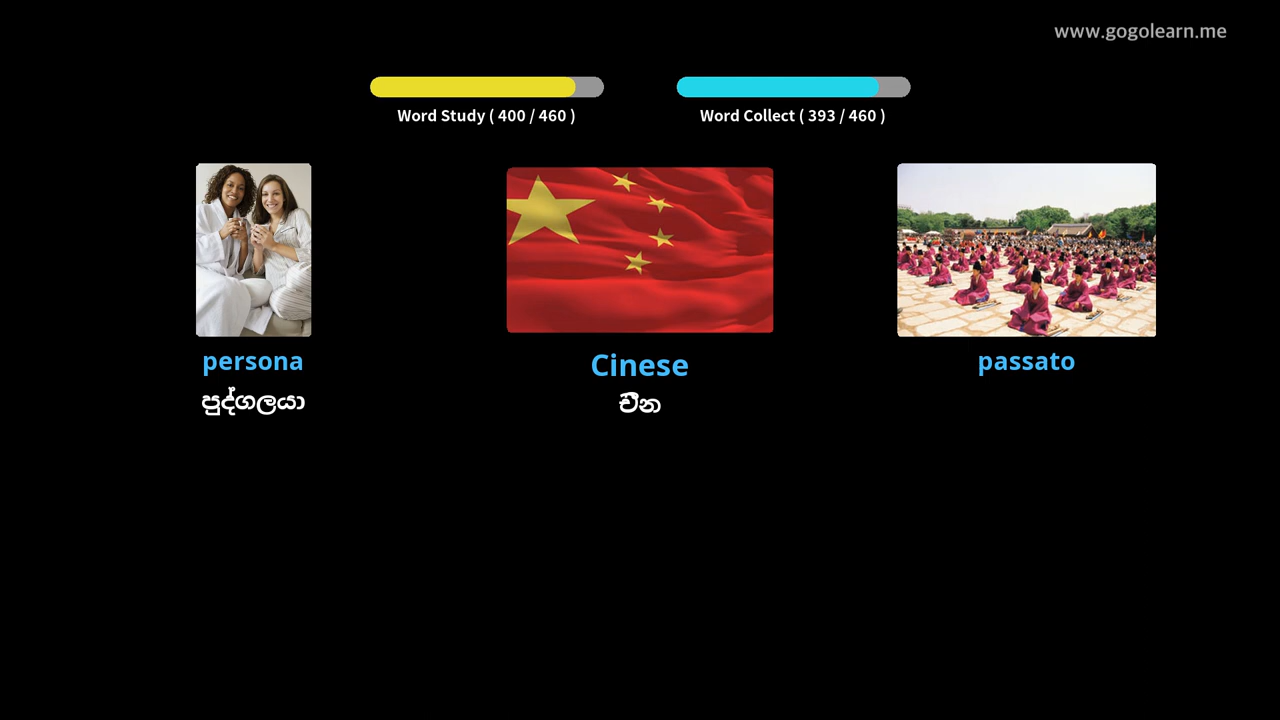 www.gogolearn.me
Word Study ( 400 / 460 )
Word Collect ( 393 / 460 )
persona
Cinese
passato
පුද්ගලයා
චීන